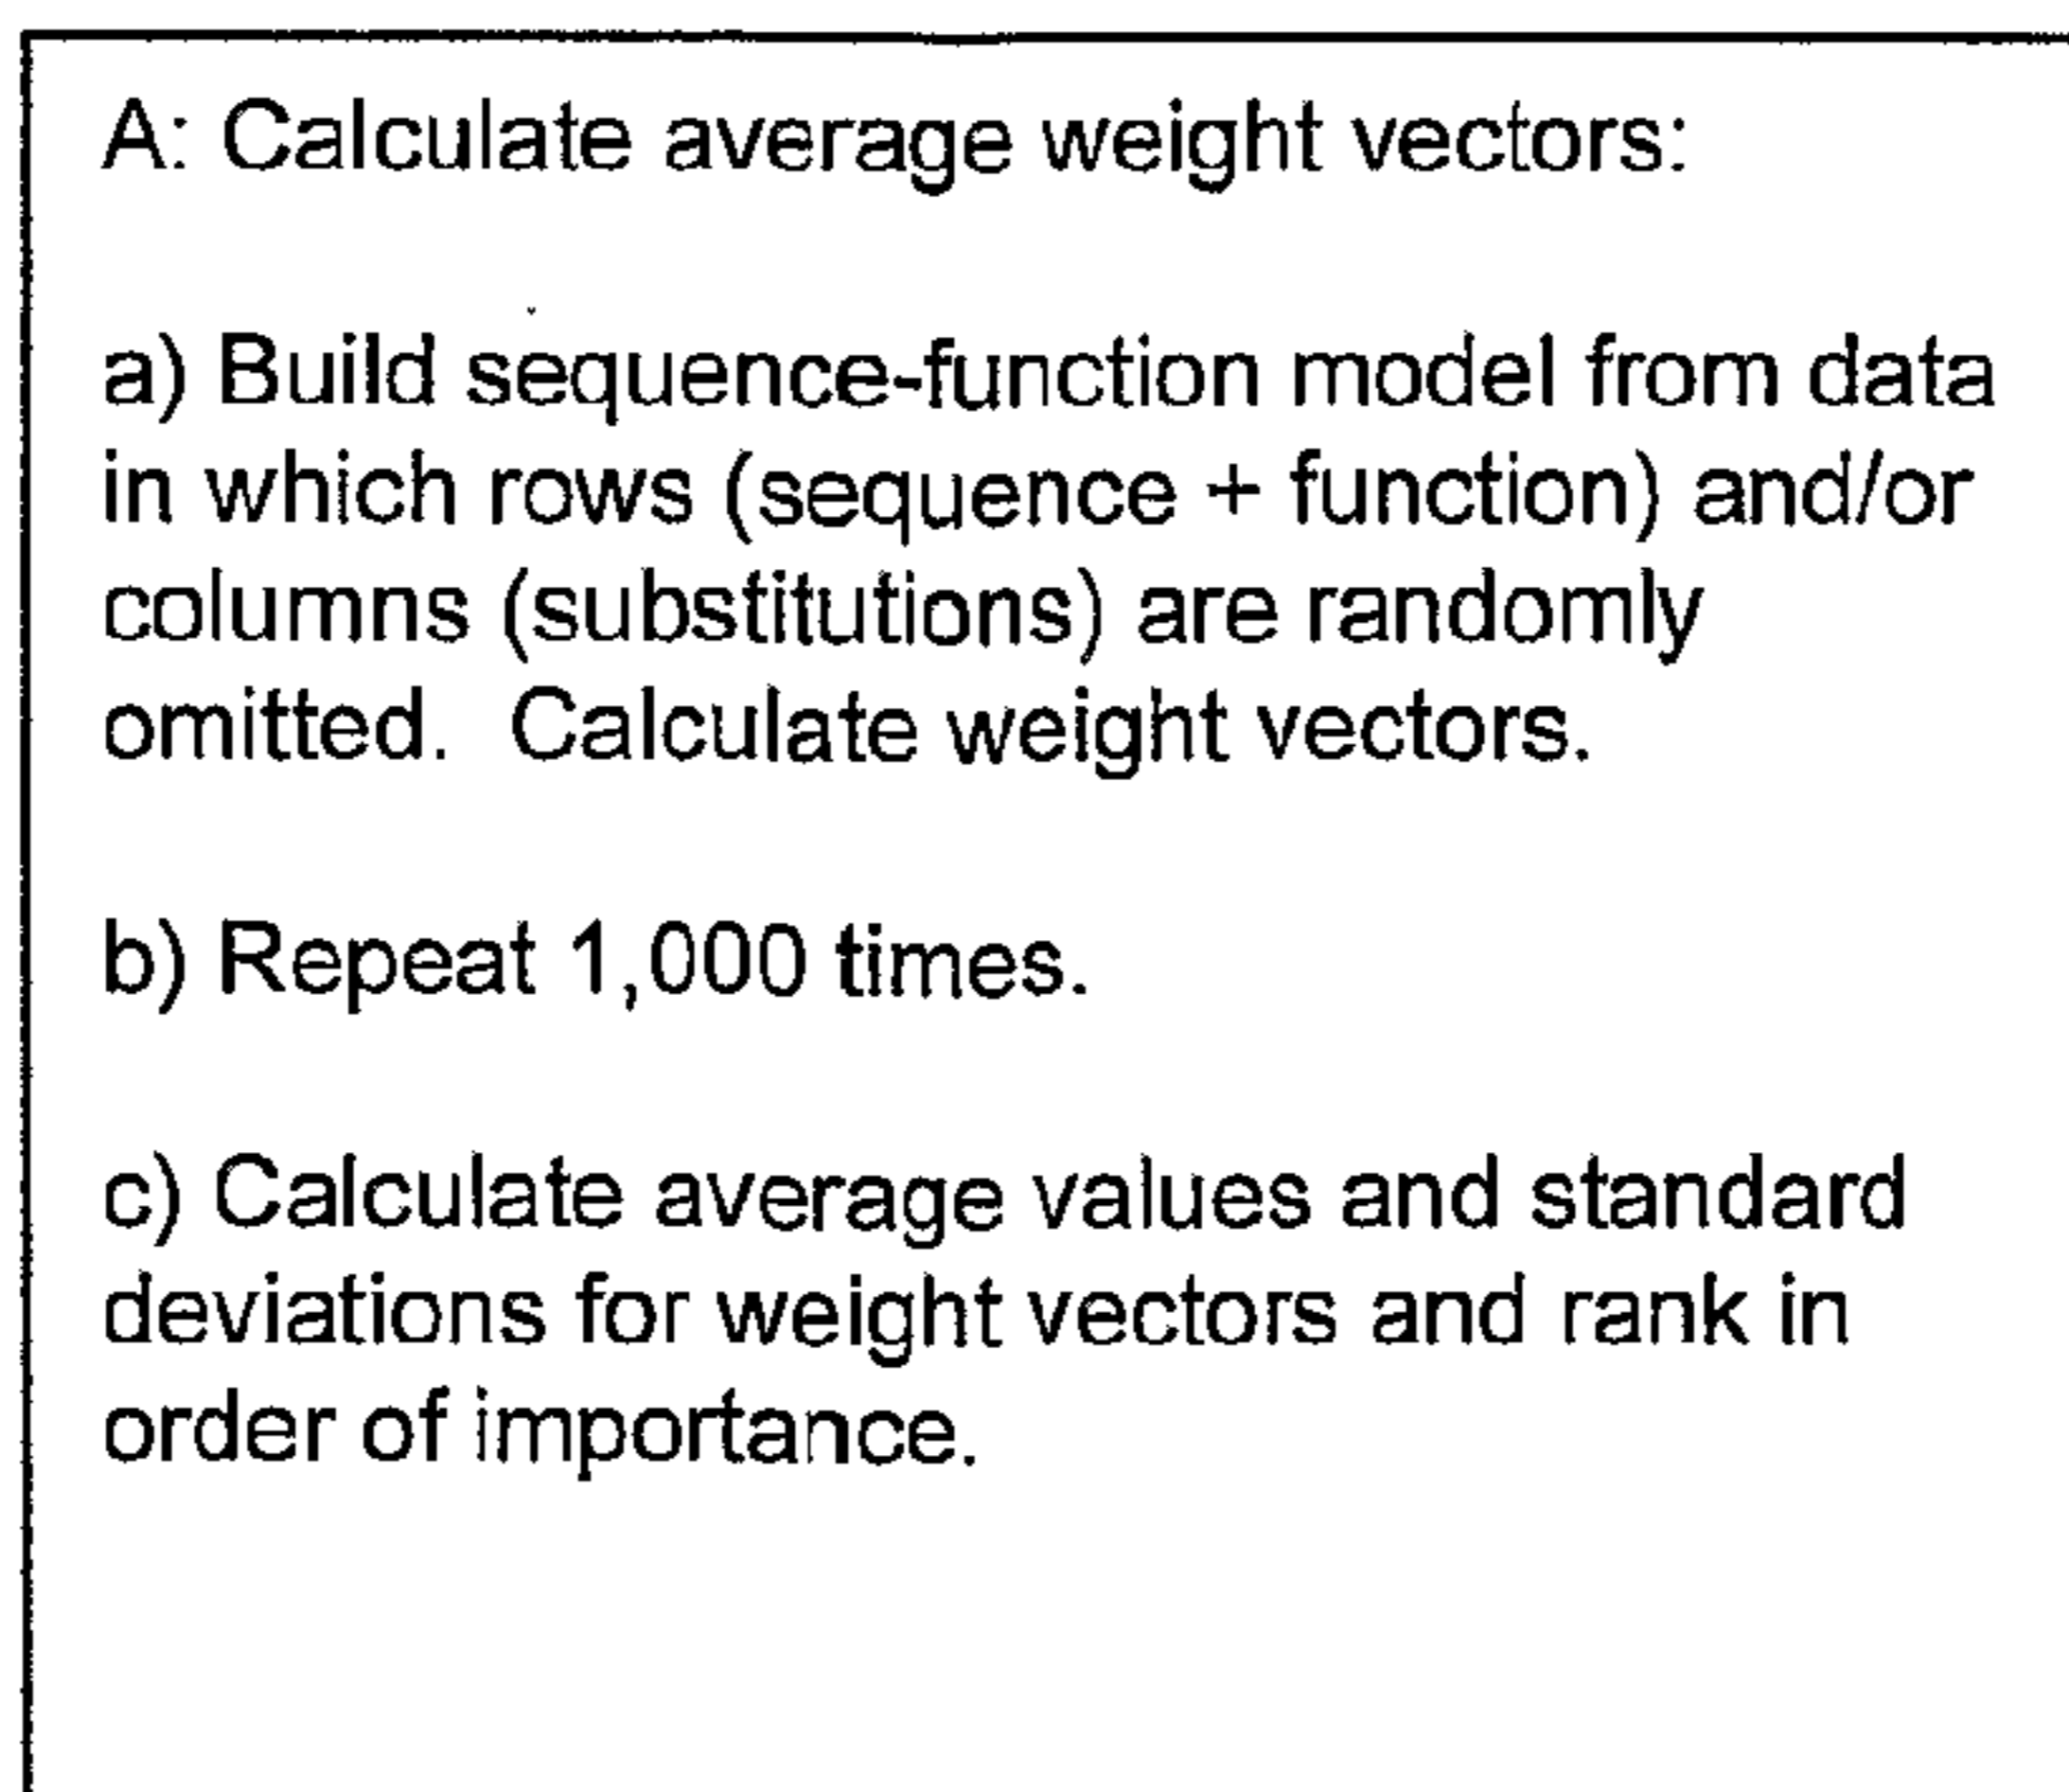 A: Calculate average weight vectors:
a) Build sequence-function model from data
in which rows (sequence + function) and/or
columns (substitutions) are randomly
omitted.  Calculate weight vectors.
b) Repeat 1,000 times.
c) Calculate average values and standard
deviations for weight vectors and rank in
order of importance.